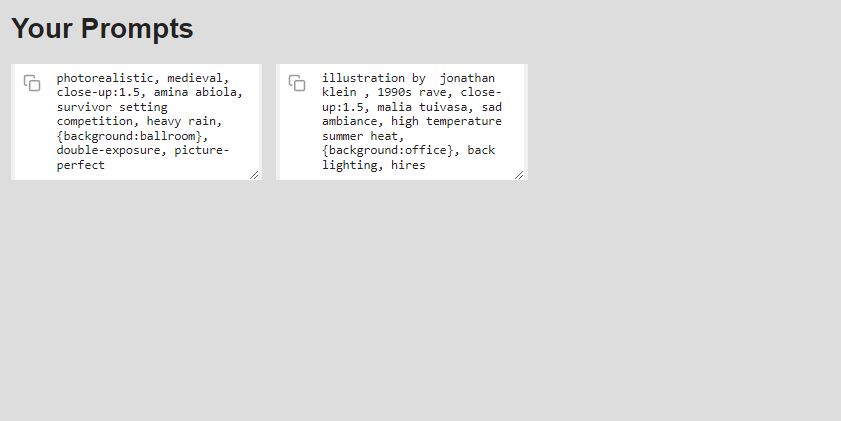 Your Prompts
photorealistic, medieval,
close-up:1.5, amina abiola,
survivor setting
competition, heavy rain,
{background:ballroom},
double-exposure, picture-
perfect
illustration by  jonathan
klein , 1990s rave, close-
up:1.5, malia tuivasa, sad
ambiance, high temperature
summer heat,
{background:office}, back
lighting, hires